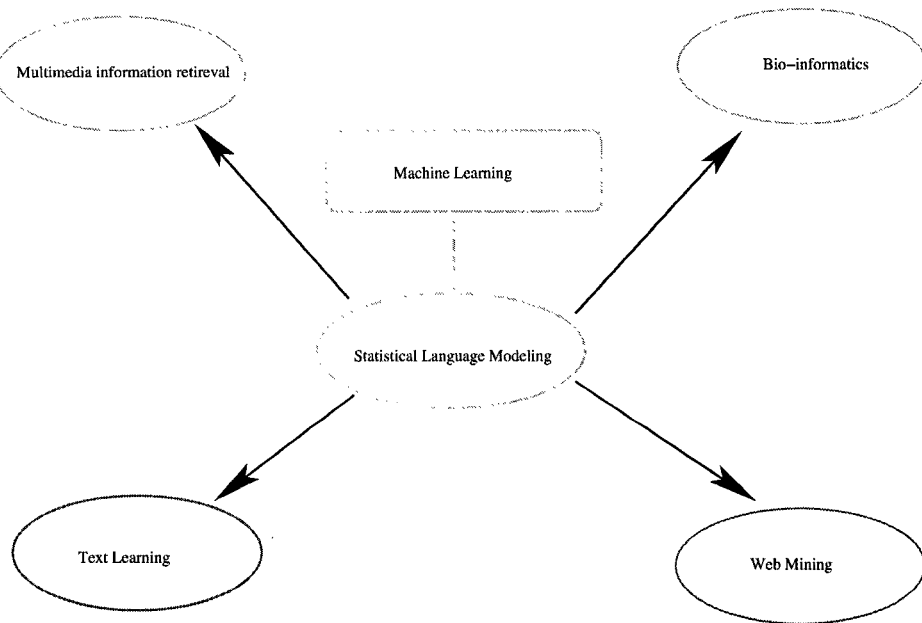 Multimedia information retireval
Bio-informatics
Machine Learning
Statistical Language Modeling
Text Learning
Web Mining